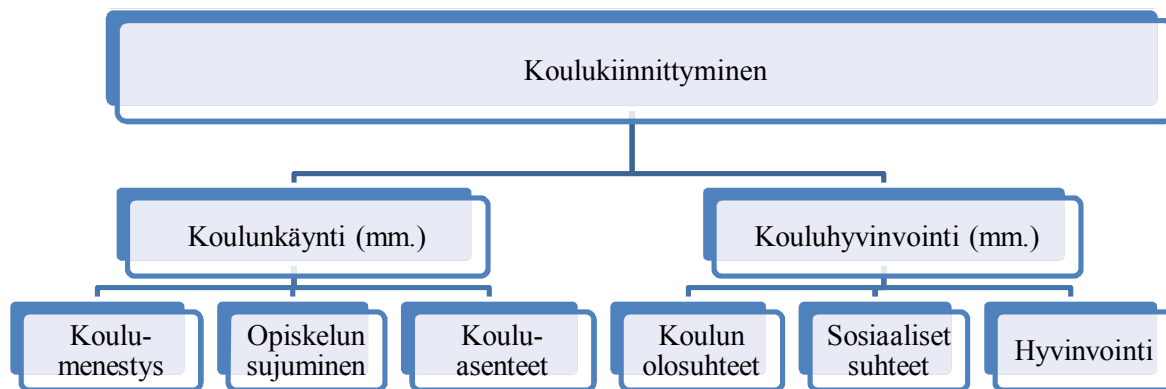 Koulukiinnittyminen
Koulunkäynti (mm.)
Kouluhyvinvointi (mm.)
Koulu-
menestys
Opiskelun
sujuminen
Koulu-
asenteet
Koulun
olosuhteet
Sosiaaliset
suhteet
Hyvinvointi